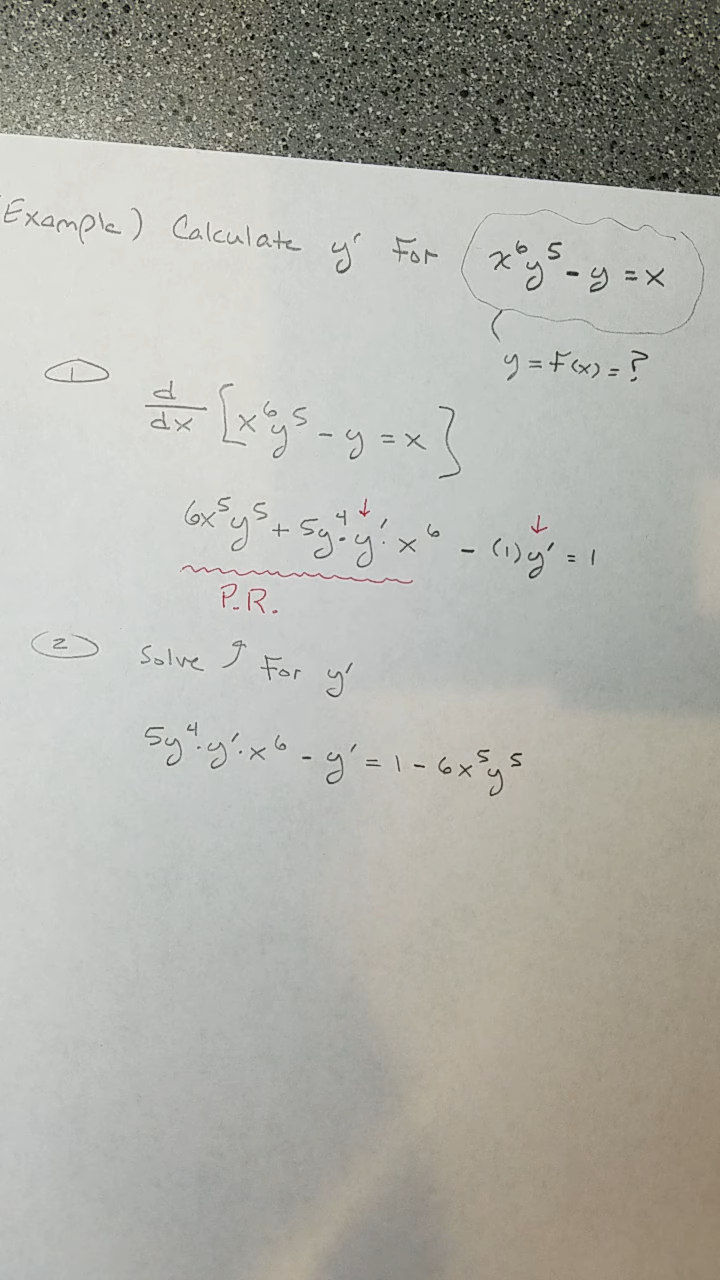 (Example) Calculate y' For x⁶y⁵ - y = x
y = F(x) = ?
① d/dx [x⁶y⁵ - y = x]
6x⁵y⁵ + 5y⁴·y'·x⁶ - (1)y' = 1
P.R.
② Solve ↑ For y'
5y⁴·y'·x⁶ - y' = 1 - 6x⁵y⁵